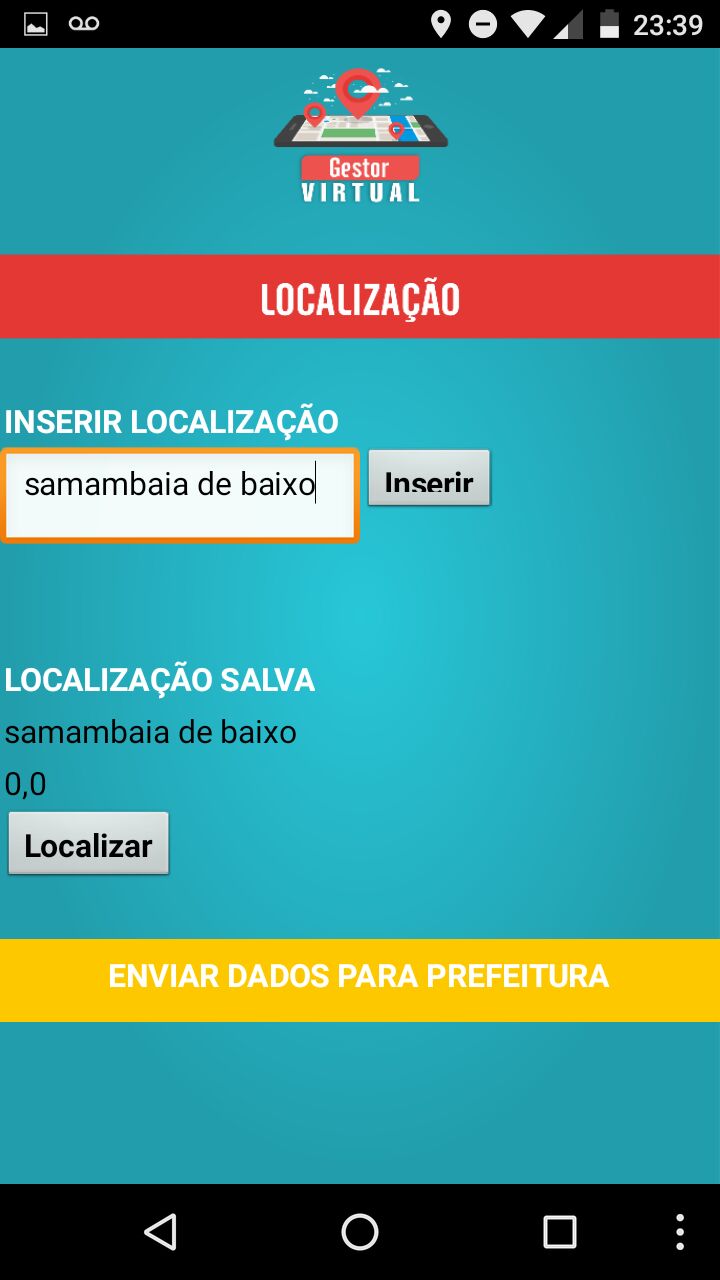 23:39
Gestor
VIRTUAL
LOCALIZAÇÃO
INSERIR LOCALIZAÇÃO
samambaia de baixo
Inserir
LOCALIZAÇÃO SALVA
samambaia de baixo
0,0
Localizar
ENVIAR DADOS PARA PREFEITURA